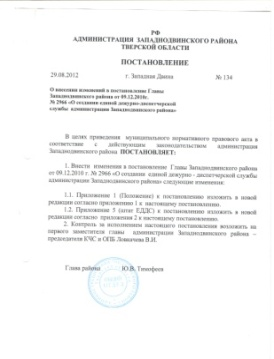 РФ
АДМИНИСТРАЦИЯ ЗАПАДНОДВИНСКОГО РАЙОНА
ТВЕРСКОЙ ОБЛАСТИ
ПОСТАНОВЛЕНИЕ
29.08.2012 г. Западная Двина № 134
О внесении изменений в постановление Главы
Западнодвинского района от 09.12.2010г.
№ 2966 «О создании единой дежурно-диспетчерской
службы администрации Западнодвинского района»
В целях приведения муниципального нормативного правового акта в
соответствие с действующим законодательством администрация
Западнодвинского района ПОСТАНОВЛЯЕТ:
1. Внести изменения в постановление Главы Западнодвинского района
от 09.12.2010 г. № 2966 «О создании единой дежурно - диспетчерской службы
администрации Западнодвинского района» следующие изменения:
1.1. Приложение 1 (Положение) к постановлению изложить в новой
редакции согласно приложению 1 к настоящему постановлению.
1.2. Приложение 5 (штат ЕДДС) к постановлению изложить в новой
редакции согласно приложению 2 к настоящему постановлению.
2. Контроль за исполнением настоящего постановления возложить на
первого заместителя главы администрации Западнодвинского района –
председателя КЧС и ОПБ Ловкачева В.И.
Глава района Ю.В. Тимофеев